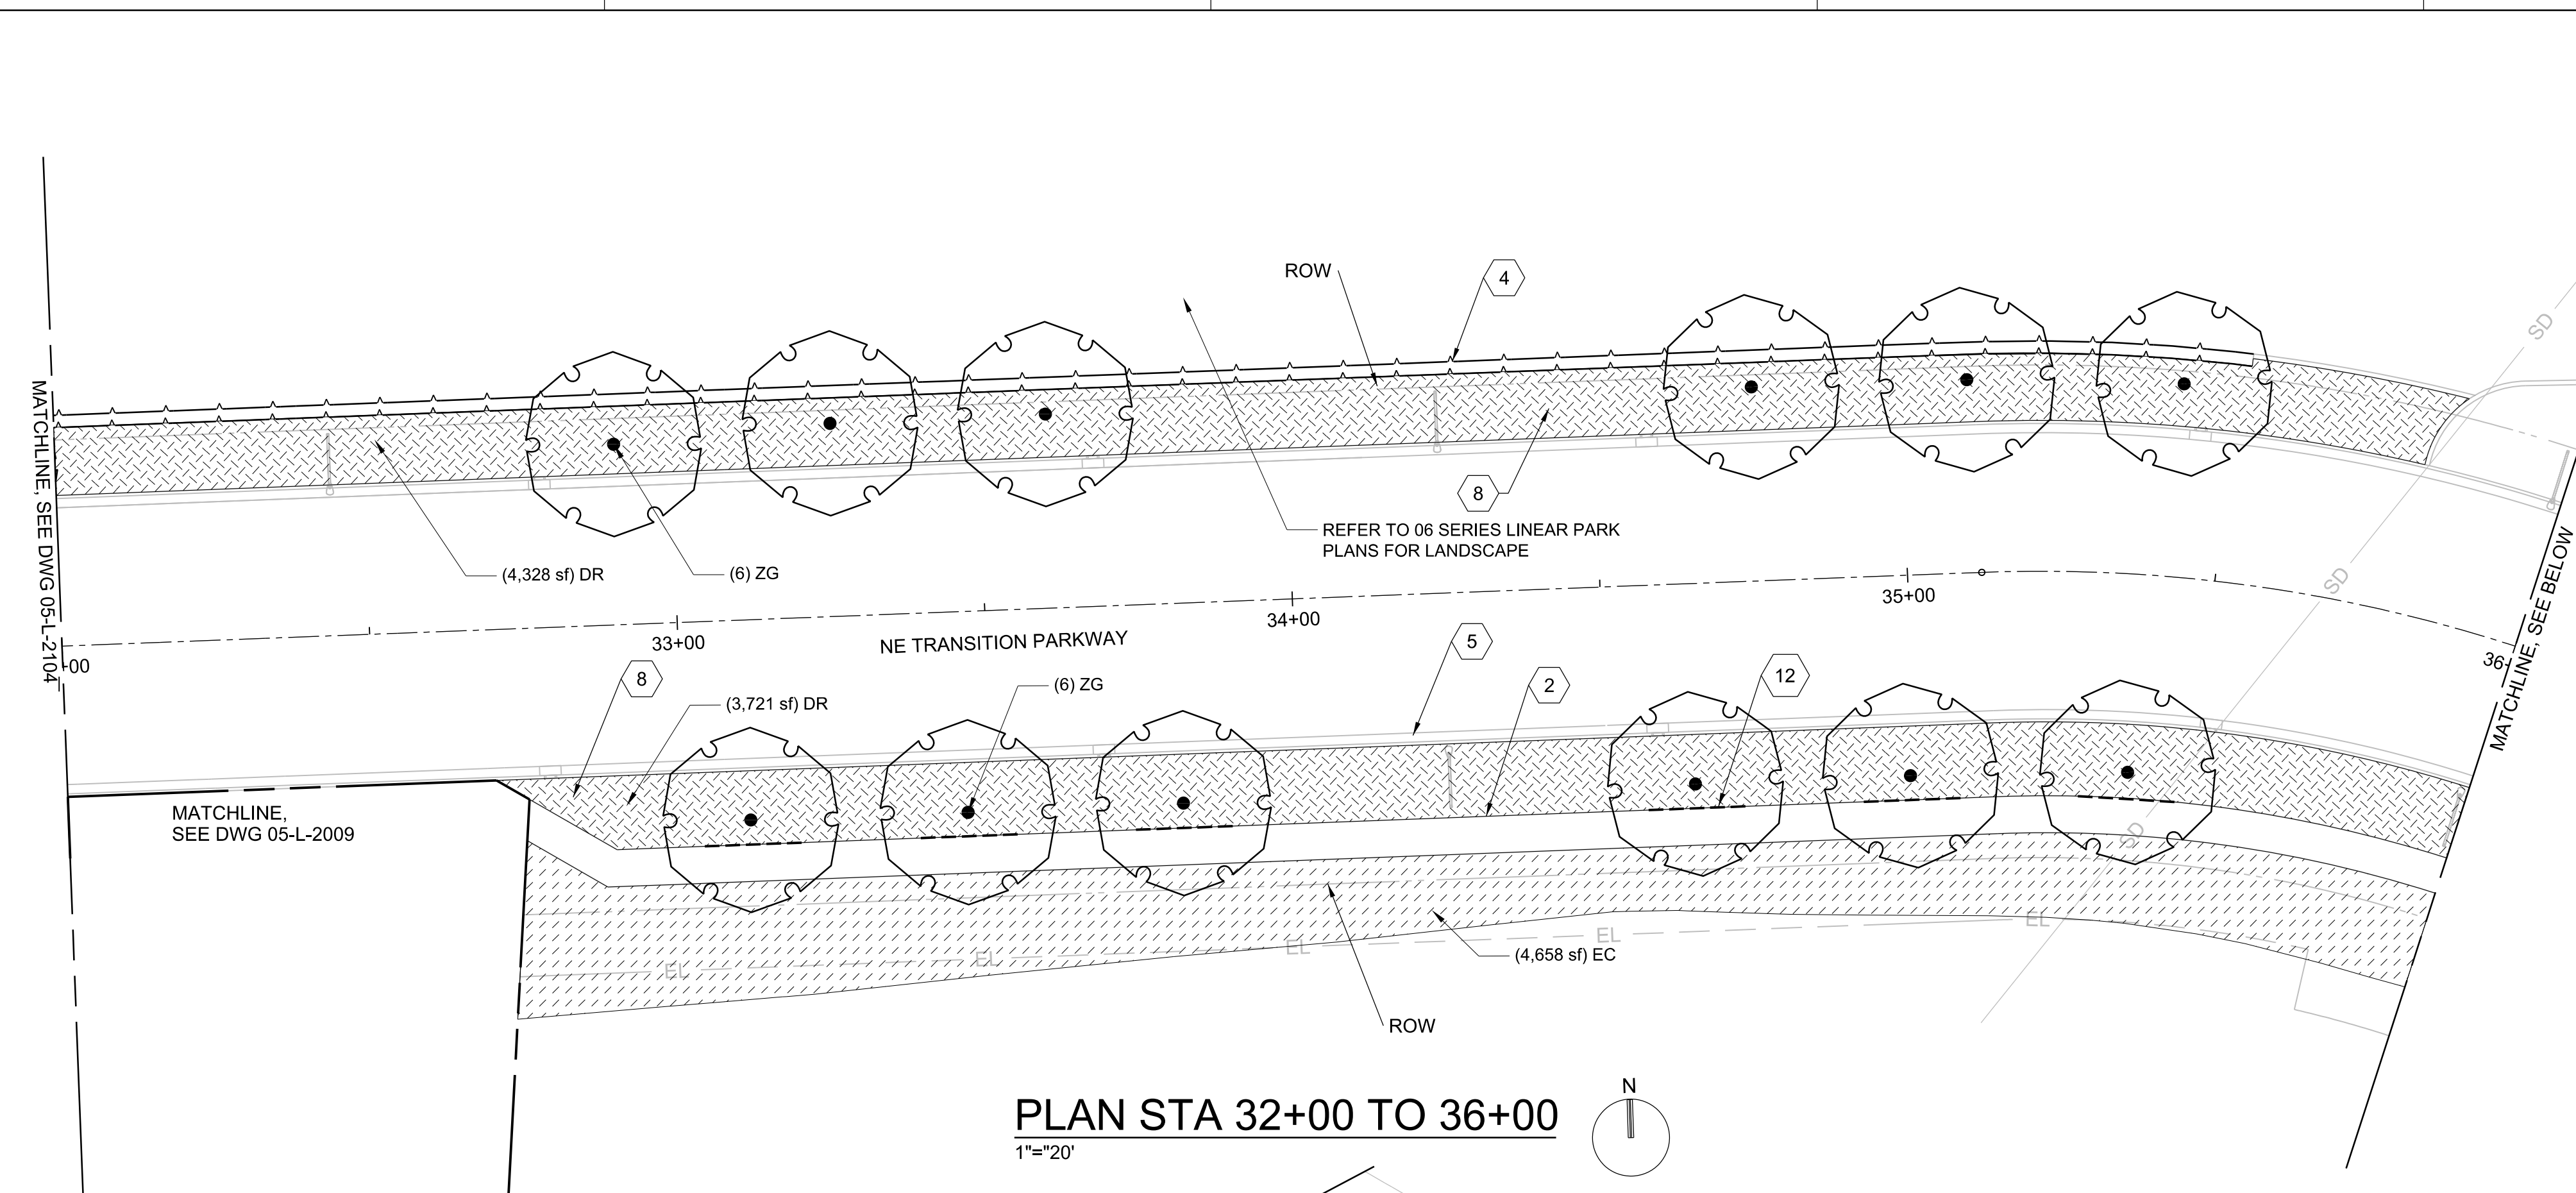 ROW
4
SD
MATCHLINE, SEE DWG 05-L-2104
8
REFER TO 06 SERIES LINEAR PARK
PLANS FOR LANDSCAPE
(4,328 sf) DR
(6) ZG
SD
MATCHLINE, SEE BELOW
35+00
34+00
33+00
NE TRANSITION PARKWAY
+00
36+
5
8
2
12
(6) ZG
(3,721 sf) DR
MATCHLINE,
SEE DWG 05-L-2009
SD
EL
EL
EL
EL
EL
(4,658 sf) EC
ROW
PLAN STA 32+00 TO 36+00
1"="20'
N